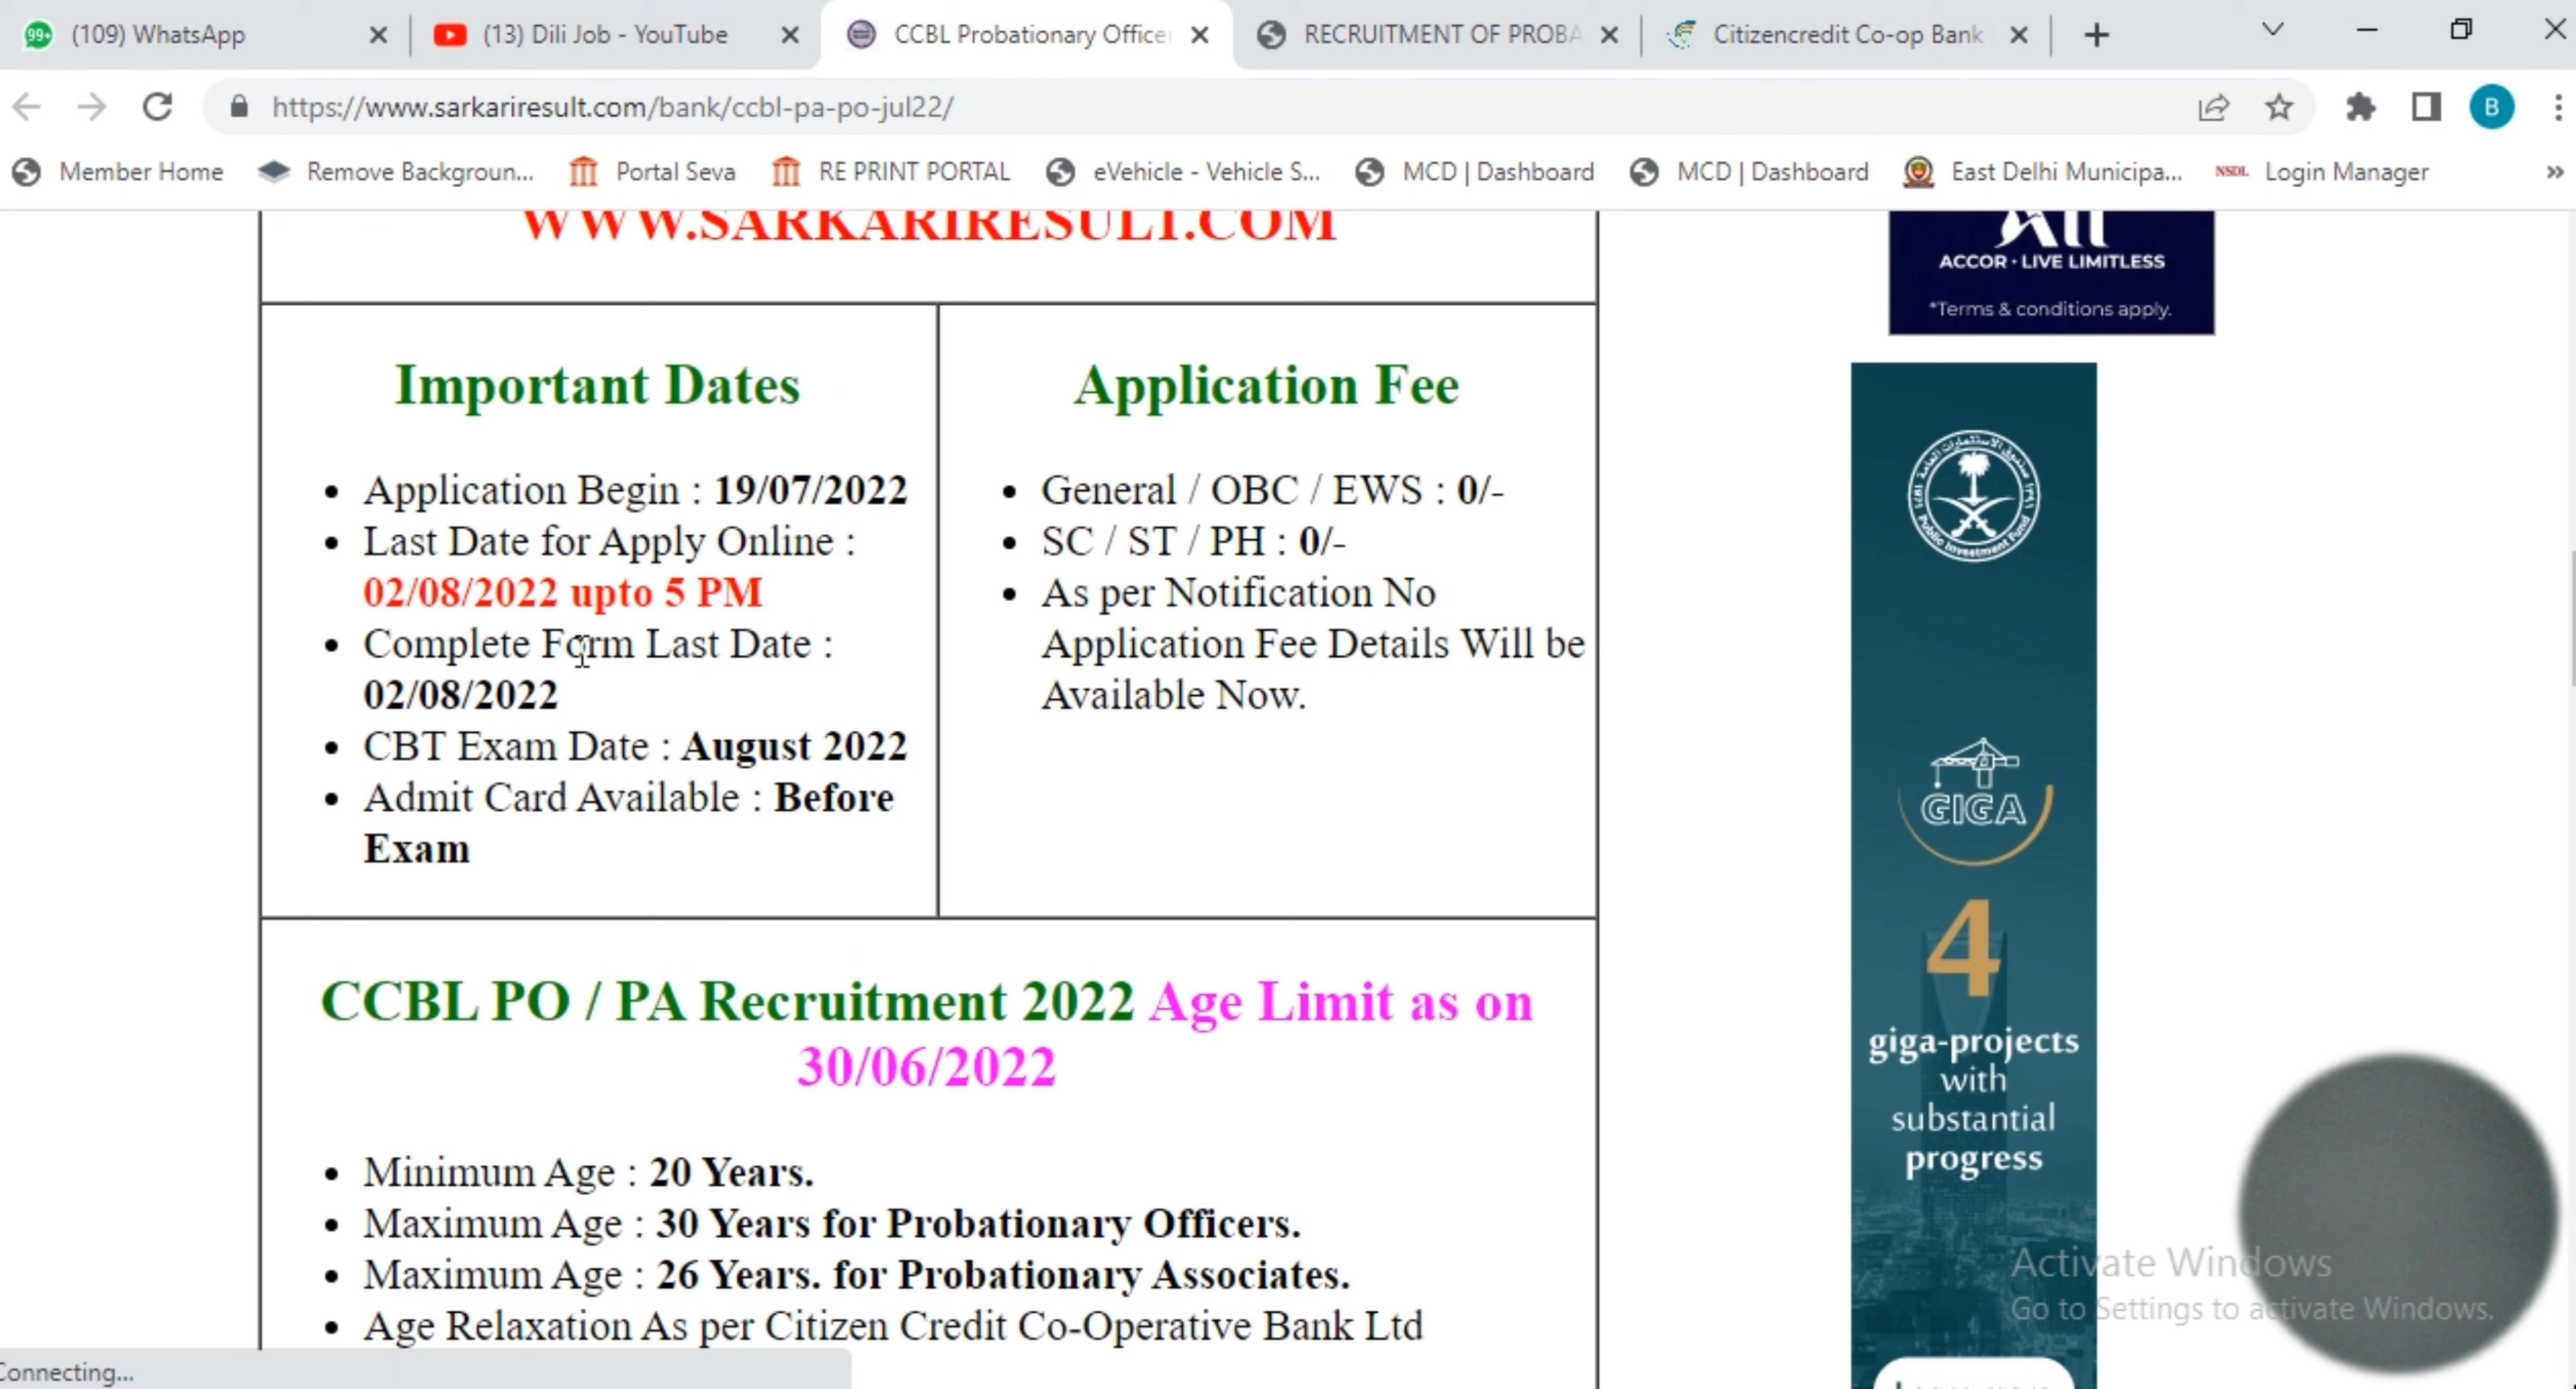 99+
(109) WhatsApp
(13) Dili Job - YouTube
CCBL Probationary Office
RECRUITMENT OF PROBA
Citizencredit Co-op Bank
https://www.sarkariresult.com/bank/ccbl-pa-po-jul22/
B
Member Home
Remove Backgroun...
Portal Seva
RE PRINT PORTAL
eVehicle - Vehicle S...
MCD | Dashboard
MCD | Dashboard
East Delhi Municipa...
NSDL Login Manager
WWW.SARKARIRESULT.COM
Important Dates
Application Begin : 19/07/2022
Last Date for Apply Online :
02/08/2022 upto 5 PM
Complete Form Last Date :
02/08/2022
CBT Exam Date : August 2022
Admit Card Available : Before
Exam
Application Fee
General / OBC / EWS : 0/-
SC / ST / PH : 0/-
As per Notification No
Application Fee Details Will be
Available Now.
CCBL PO / PA Recruitment 2022 Age Limit as on
30/06/2022
Minimum Age : 20 Years.
Maximum Age : 30 Years for Probationary Officers.
Maximum Age : 26 Years. for Probationary Associates.
Age Relaxation As per Citizen Credit Co-Operative Bank Ltd
ALL
ACCOR · LIVE LIMITLESS
*Terms & conditions apply.
Public Investment Fund
GIGA
4
giga-projects
with
substantial
progress
Activate Windows
Go to Settings to activate Windows.
Connecting...